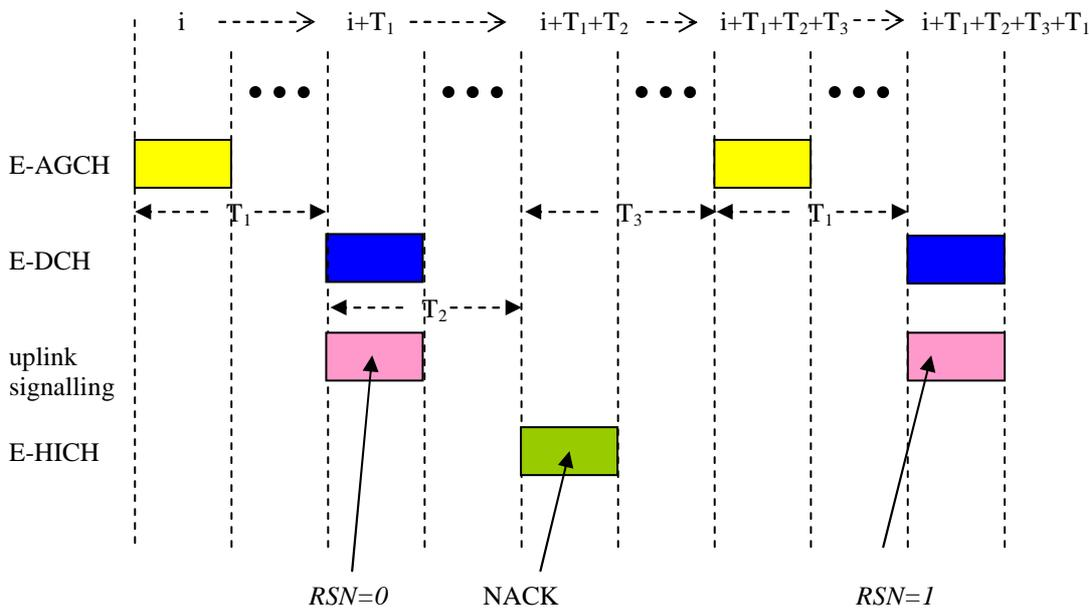 i i+T₁ i+T₁+T₂ i+T₁+T₂+T₃ i+T₁+T₂+T₃+T₁
E-AGCH
T₁ T₃ T₁
E-DCH
T₂
uplink
signalling
E-HICH
RSN=0 NACK RSN=1